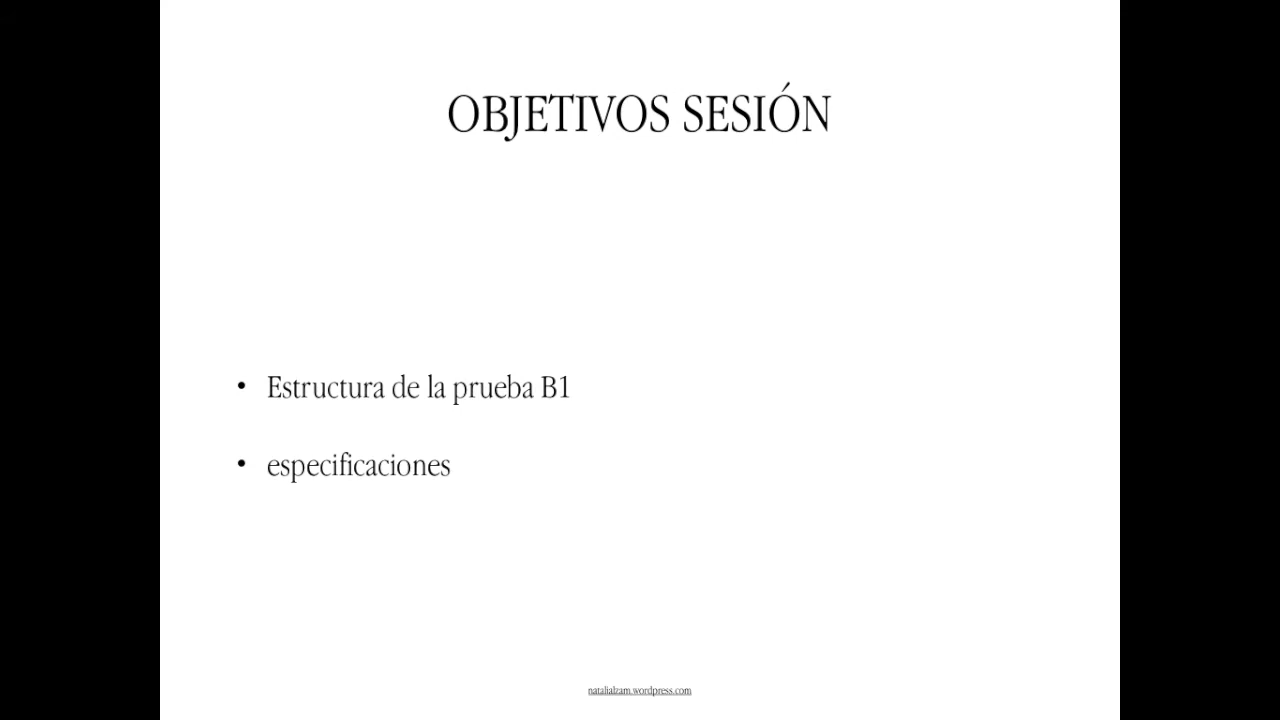 OBJETIVOS SESIÓN
• Estructura de la prueba B1
• especificaciones
natalialzam.wordpress.com